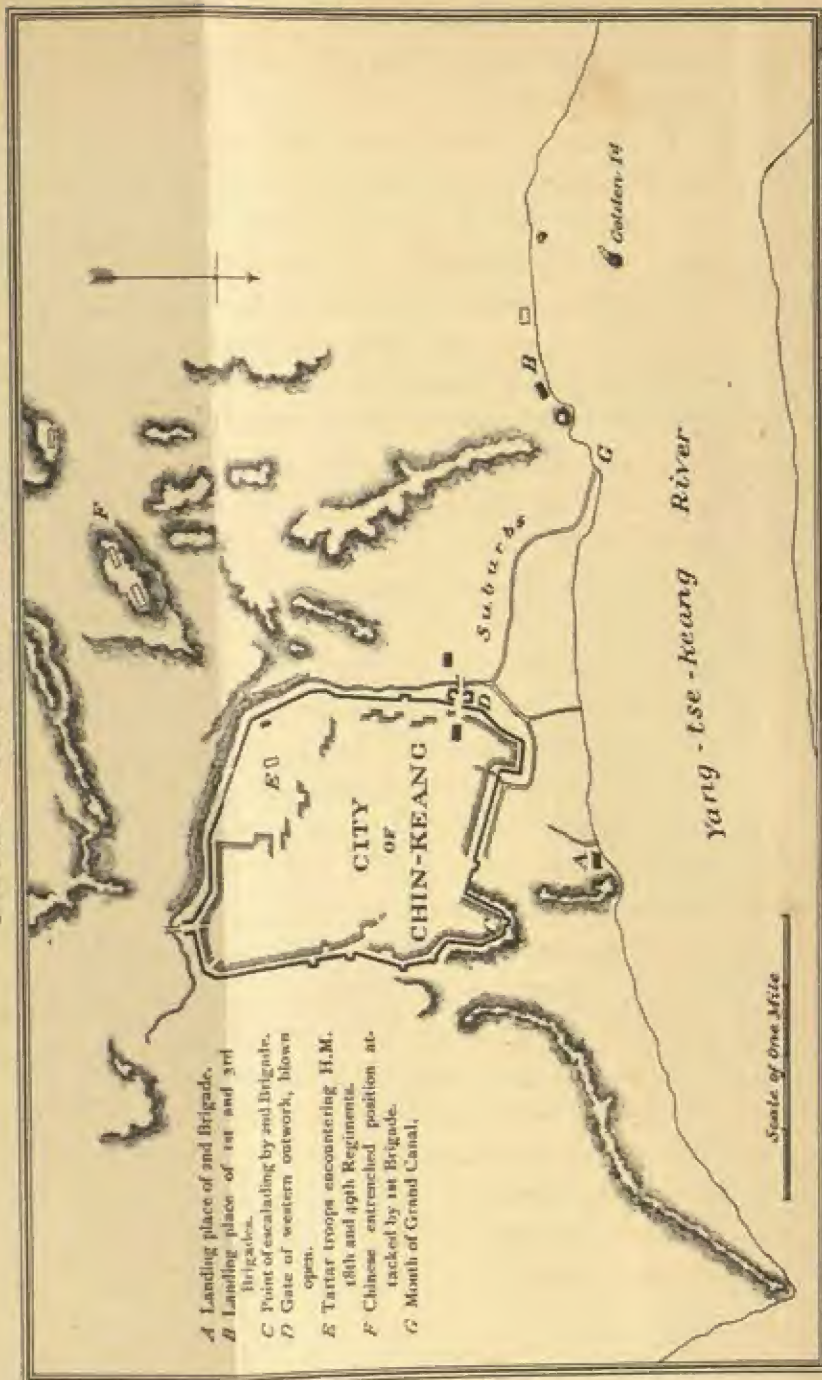 A Landing place of 2nd Brigade.
B Landing place of 1st and 3rd
Brigades.
C Point of escalading by 2nd Brigade.
D Gate of western outwork, blown
open.
E Tartar troops encountering H.M.
18th and 49th Regiments.
F Chinese entrenched position at-
tacked by 1st Brigade.
G Mouth of Grand Canal.
CITY
OF
CHIN-KEANG
E
D
F
Suburbs
A
B
G
Golden Id
Yang-tse-keang River
Scale of One Mile